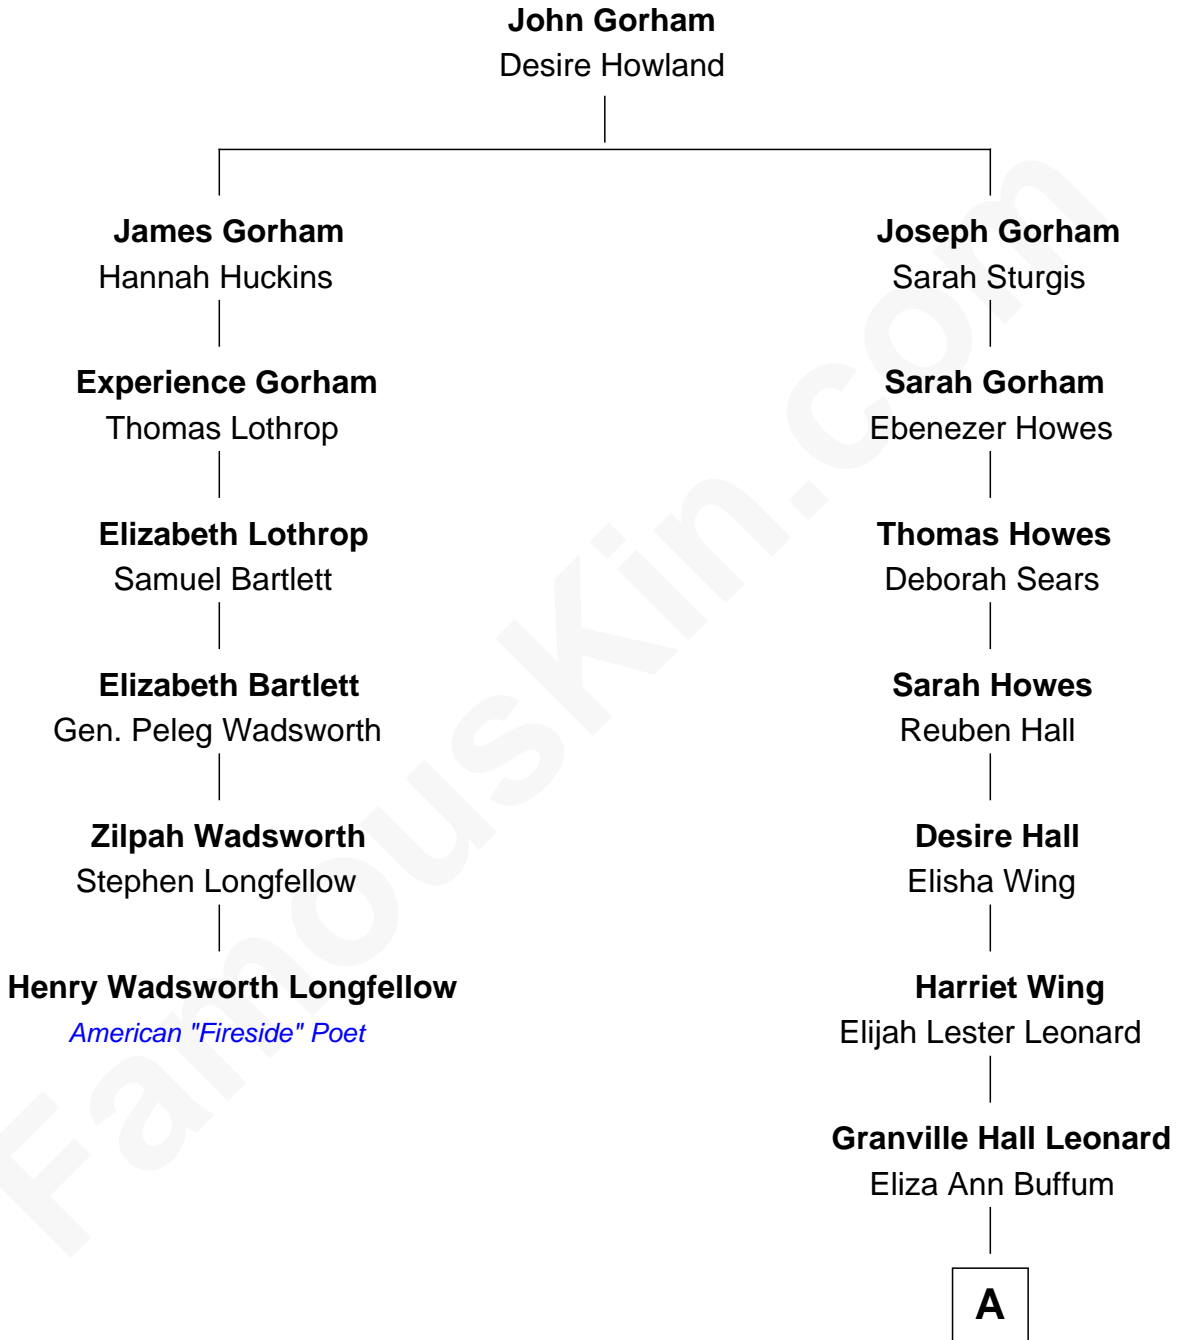 John Gorham
Desire Howland
James Gorham
Hannah Huckins
Experience Gorham
Thomas Lothrop
Elizabeth Lothrop
Samuel Bartlett
Elizabeth Bartlett
Gen. Peleg Wadsworth
Zilpah Wadsworth
Stephen Longfellow
Henry Wadsworth Longfellow
American "Fireside" Poet
Joseph Gorham
Sarah Sturgis
Sarah Gorham
Ebenezer Howes
Thomas Howes
Deborah Sears
Sarah Howes
Reuben Hall
Desire Hall
Elisha Wing
Harriet Wing
Elijah Lester Leonard
Granville Hall Leonard
Eliza Ann Buffum
A
FamousKin.com